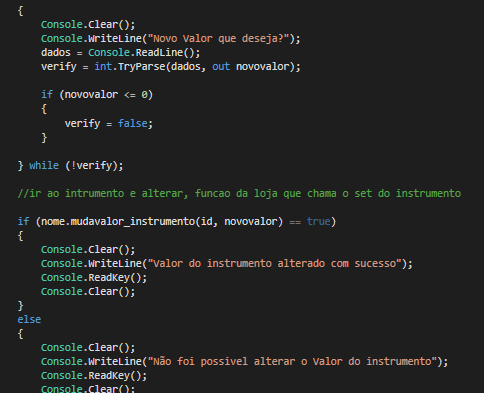 {
Console.Clear();
Console.WriteLine("Novo Valor que deseja?");
dados = Console.ReadLine();
verify = int.TryParse(dados, out novovalor);
if (novovalor <= 0)
{
verify = false;
}
} while (!verify);
//ir ao intrumento e alterar, funcao da loja que chama o set do instrumento
if (nome.mudavalor_instrumento(id, novovalor) == true)
{
Console.Clear();
Console.WriteLine("Valor do instrumento alterado com sucesso");
Console.ReadKey();
Console.Clear();
}
else
{
Console.Clear();
Console.WriteLine("Não foi possivel alterar o Valor do instrumento");
Console.ReadKey();
Console.Clear();